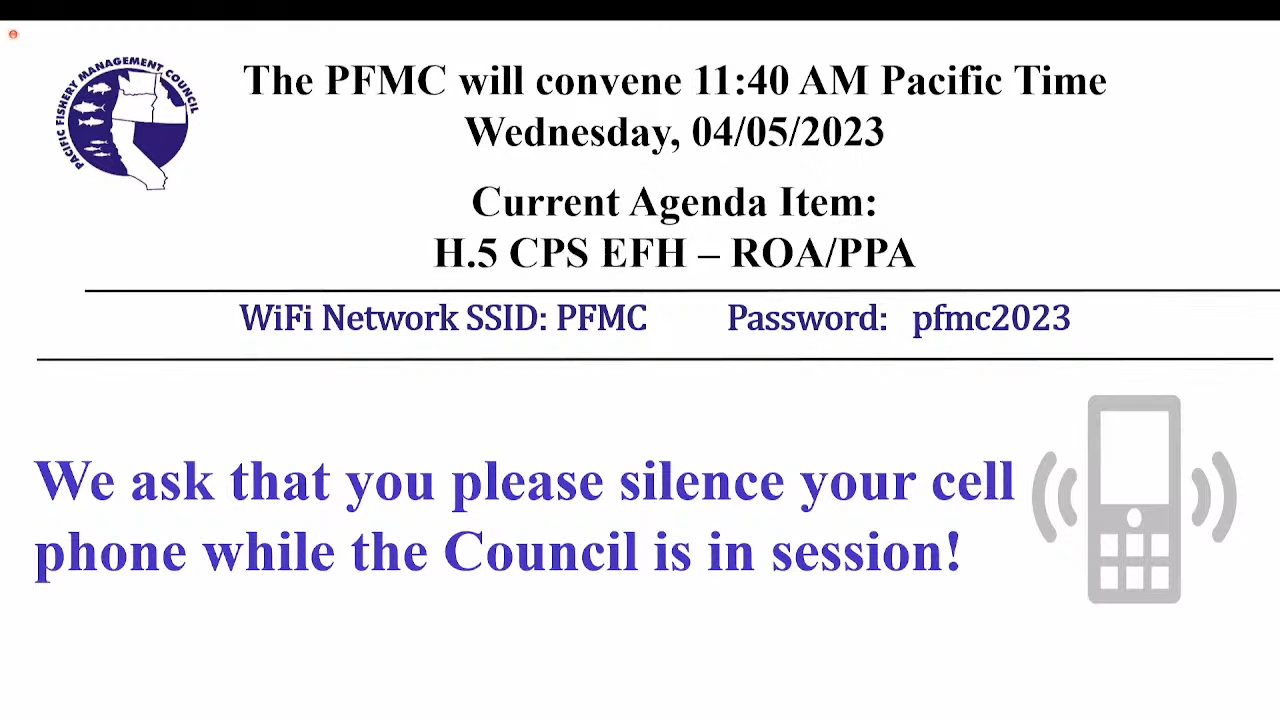 PACIFIC FISHERY MANAGEMENT COUNCIL
The PFMC will convene 11:40 AM Pacific Time
Wednesday, 04/05/2023
Current Agenda Item:
H.5 CPS EFH – ROA/PPA
WiFi Network SSID: PFMC Password: pfmc2023
We ask that you please silence your cell
phone while the Council is in session!